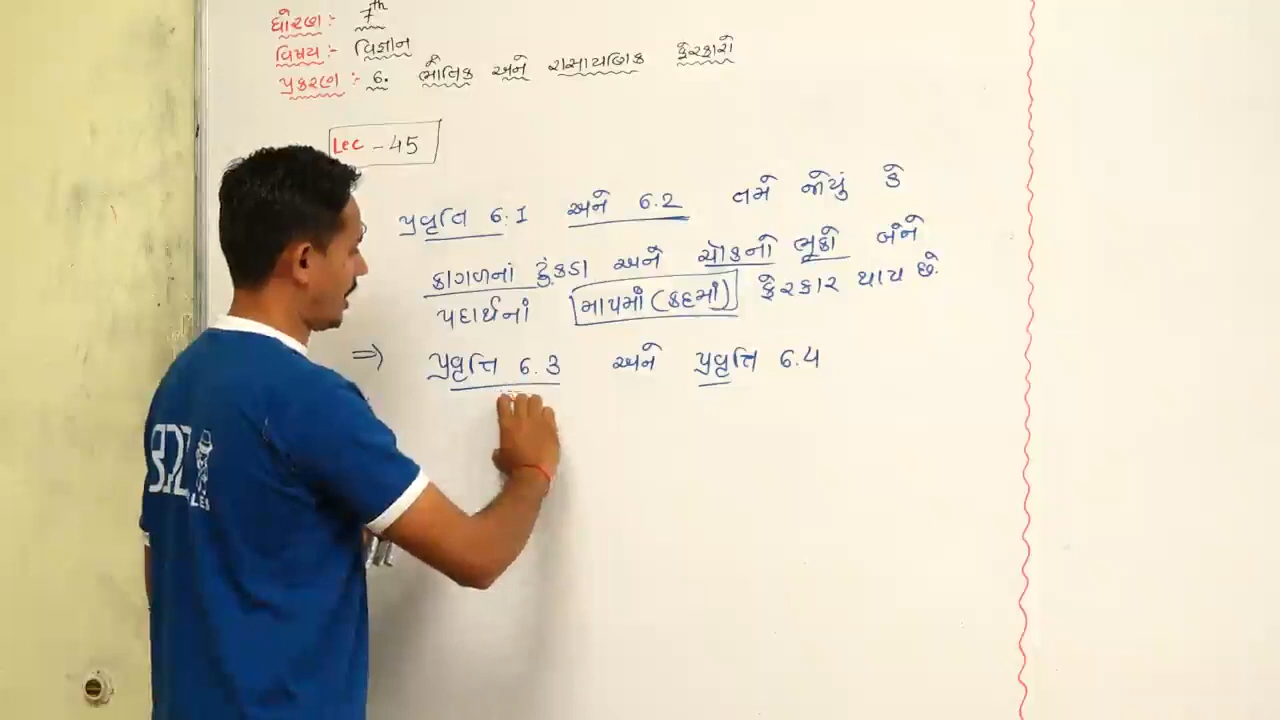 ધોરણ :- 7th
વિષય :- વિજ્ઞાન
પ્રકરણ :- 6. ભૌતિક અને રાસાયણિક ફેરફારો
Lec - 45
પ્રવૃત્તિ 6.1 અને 6.2 તમે જોયું કે
કાગળનાં ટુંકડા અને ચૉકનો ભૂકો બંને
પદાર્થનાં માપમાં (કદમાં) ફેરફાર થાય છે.
⇒ પ્રવૃત્તિ 6.3 અને પ્રવૃત્તિ 6.4